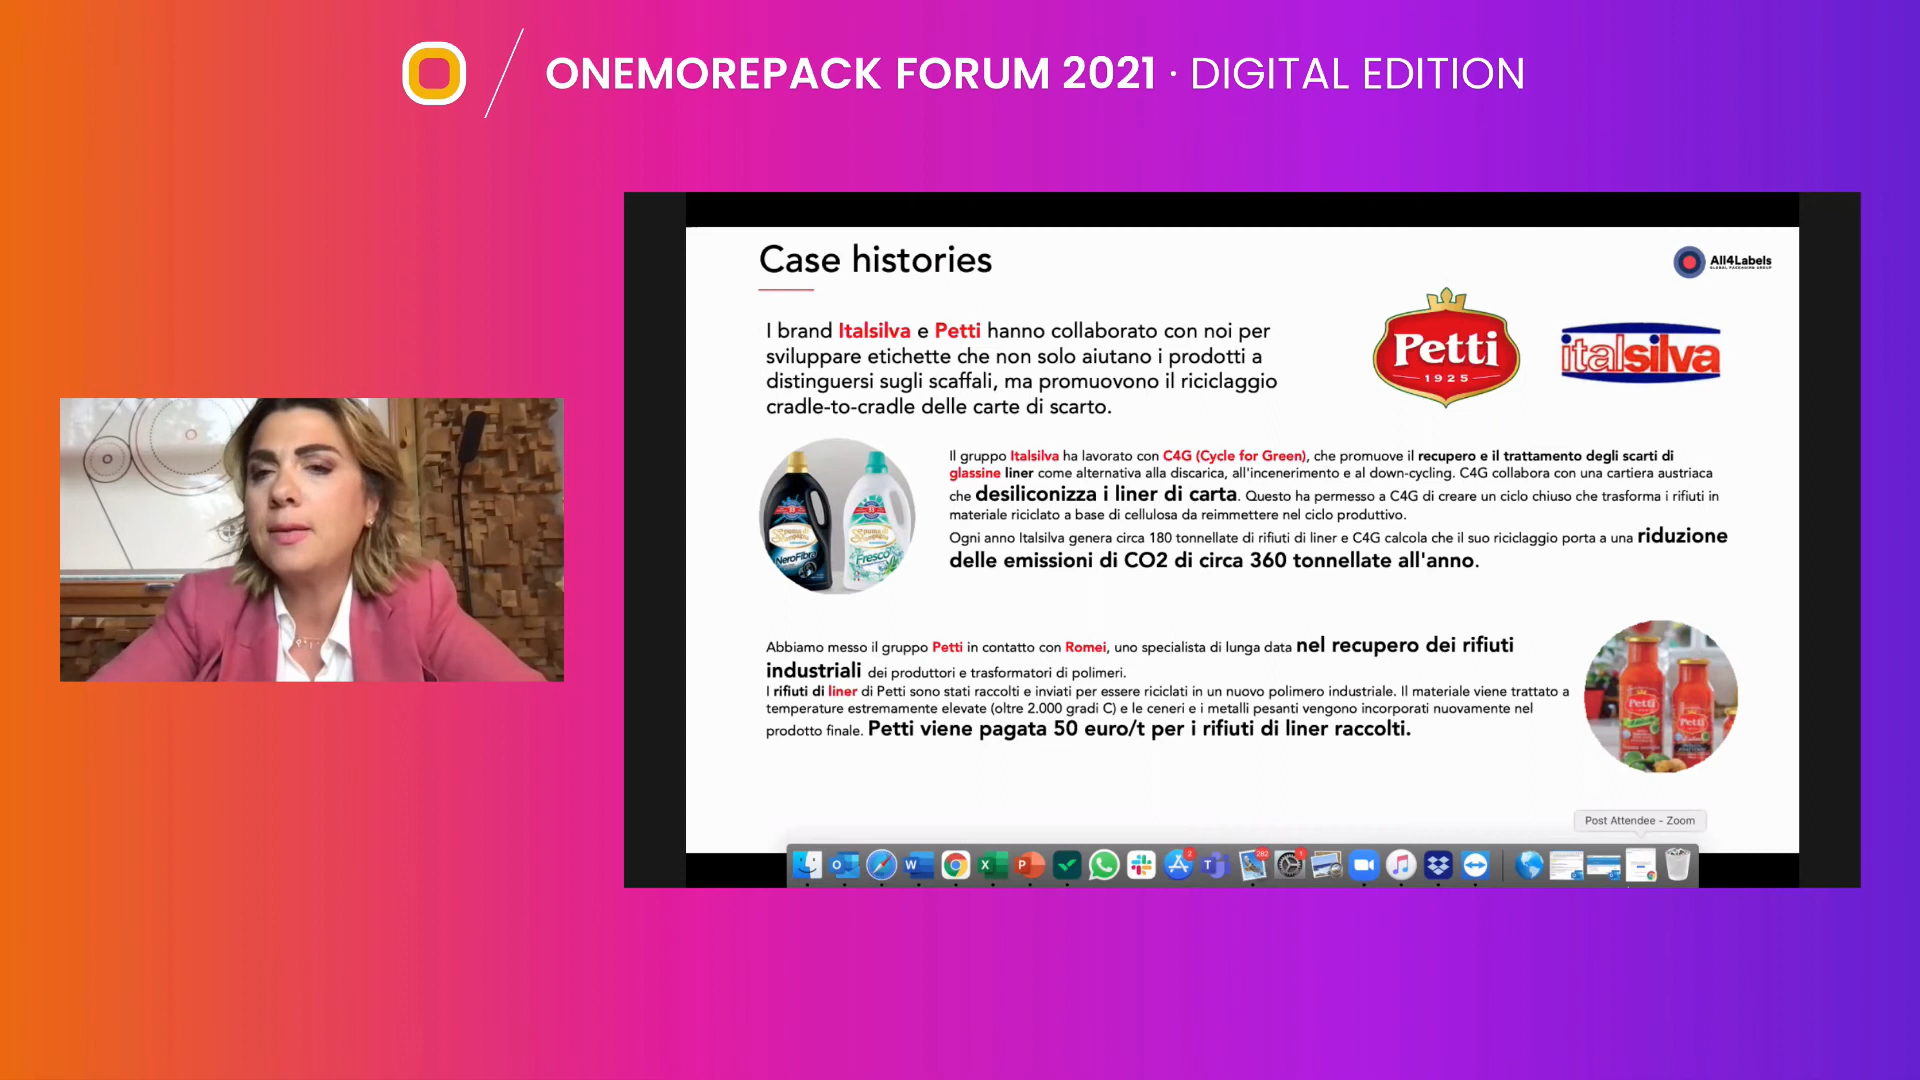 ONEMOREPACK FORUM 2021 · DIGITAL EDITION
Case histories
All4Labels
GLOBAL PACKAGING GROUP
I brand Italsilva e Petti hanno collaborato con noi per
sviluppare etichette che non solo aiutano i prodotti a
distinguersi sugli scaffali, ma promuovono il riciclaggio
cradle-to-cradle delle carte di scarto.
Petti
1925
italsilva
Il gruppo Italsilva ha lavorato con C4G (Cycle for Green), che promuove il recupero e il trattamento degli scarti di
glassine liner come alternativa alla discarica, all'incenerimento e al down-cycling. C4G collabora con una cartiera austriaca
che desiliconizza i liner di carta. Questo ha permesso a C4G di creare un ciclo chiuso che trasforma i rifiuti in
materiale riciclato a base di cellulosa da reimmettere nel ciclo produttivo.
Ogni anno Italsilva genera circa 180 tonnellate di rifiuti di liner e C4G calcola che il suo riciclaggio porta a una riduzione
delle emissioni di CO2 di circa 360 tonnellate all'anno.
NeroFibra
Fresco
Abbiamo messo il gruppo Petti in contatto con Romei, uno specialista di lunga data nel recupero dei rifiuti
industriali dei produttori e trasformatori di polimeri.
I rifiuti di liner di Petti sono stati raccolti e inviati per essere riciclati in un nuovo polimero industriale. Il materiale viene trattato a
temperature estremamente elevate (oltre 2.000 gradi C) e le ceneri e i metalli pesanti vengono incorporati nuovamente nel
prodotto finale. Petti viene pagata 50 euro/t per i rifiuti di liner raccolti.
Petti
Petti
Post Attendee - Zoom